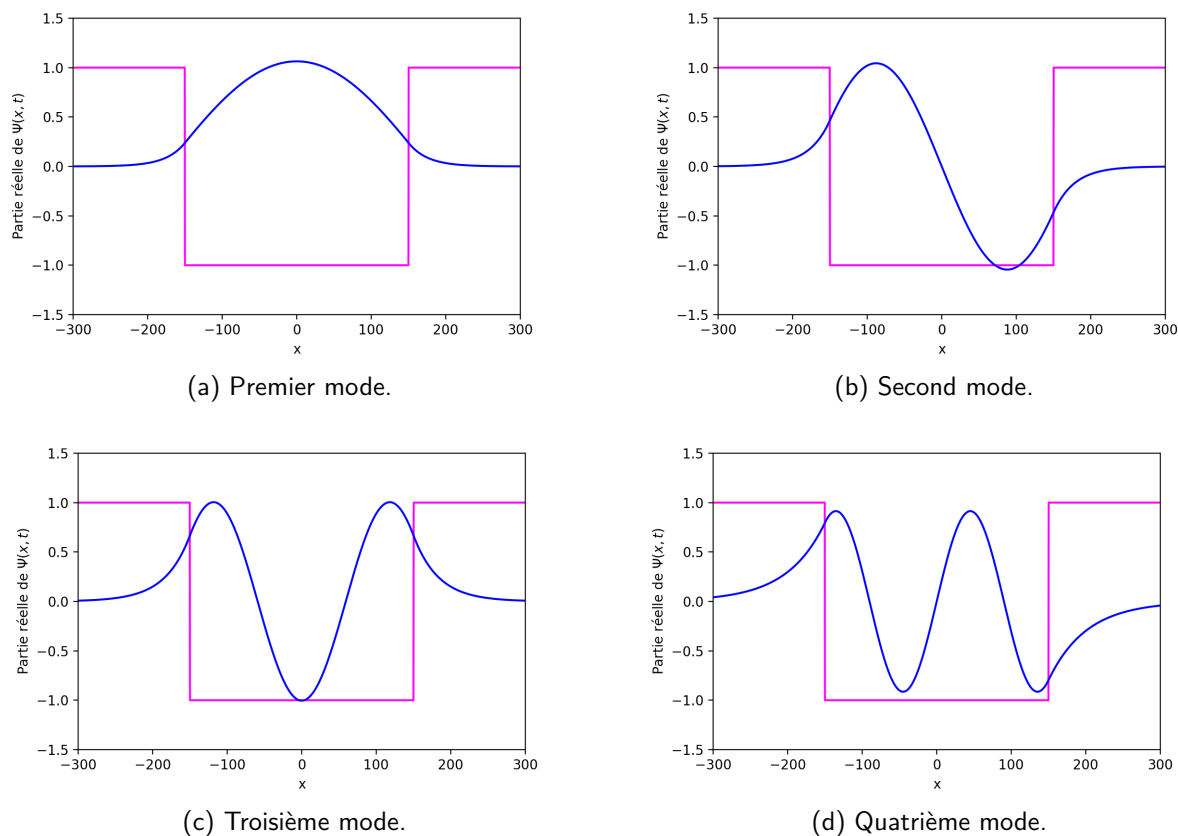 1.5
1.0
0.5
0.0
−0.5
−1.0
−1.5
Partie réelle de Ψ(x, t)
−300 −200 −100 0 100 200 300
x
(a) Premier mode.
1.5
1.0
0.5
0.0
−0.5
−1.0
−1.5
Partie réelle de Ψ(x, t)
−300 −200 −100 0 100 200 300
x
(b) Second mode.
1.5
1.0
0.5
0.0
−0.5
−1.0
−1.5
Partie réelle de Ψ(x, t)
−300 −200 −100 0 100 200 300
x
(c) Troisième mode.
1.5
1.0
0.5
0.0
−0.5
−1.0
−1.5
Partie réelle de Ψ(x, t)
−300 −200 −100 0 100 200 300
x
(d) Quatrième mode.